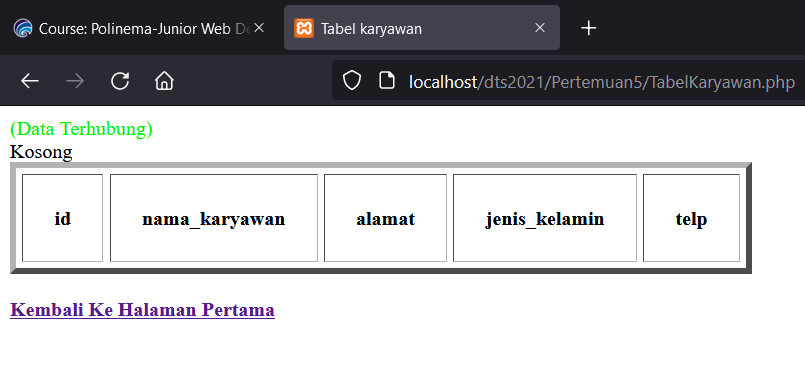 Course: Polinema-Junior Web De
Tabel karyawan
localhost/dts2021/Pertemuan5/TabelKaryawan.php
(Data Terhubung)
Kosong
id nama_karyawan alamat jenis_kelamin telp
Kembali Ke Halaman Pertama